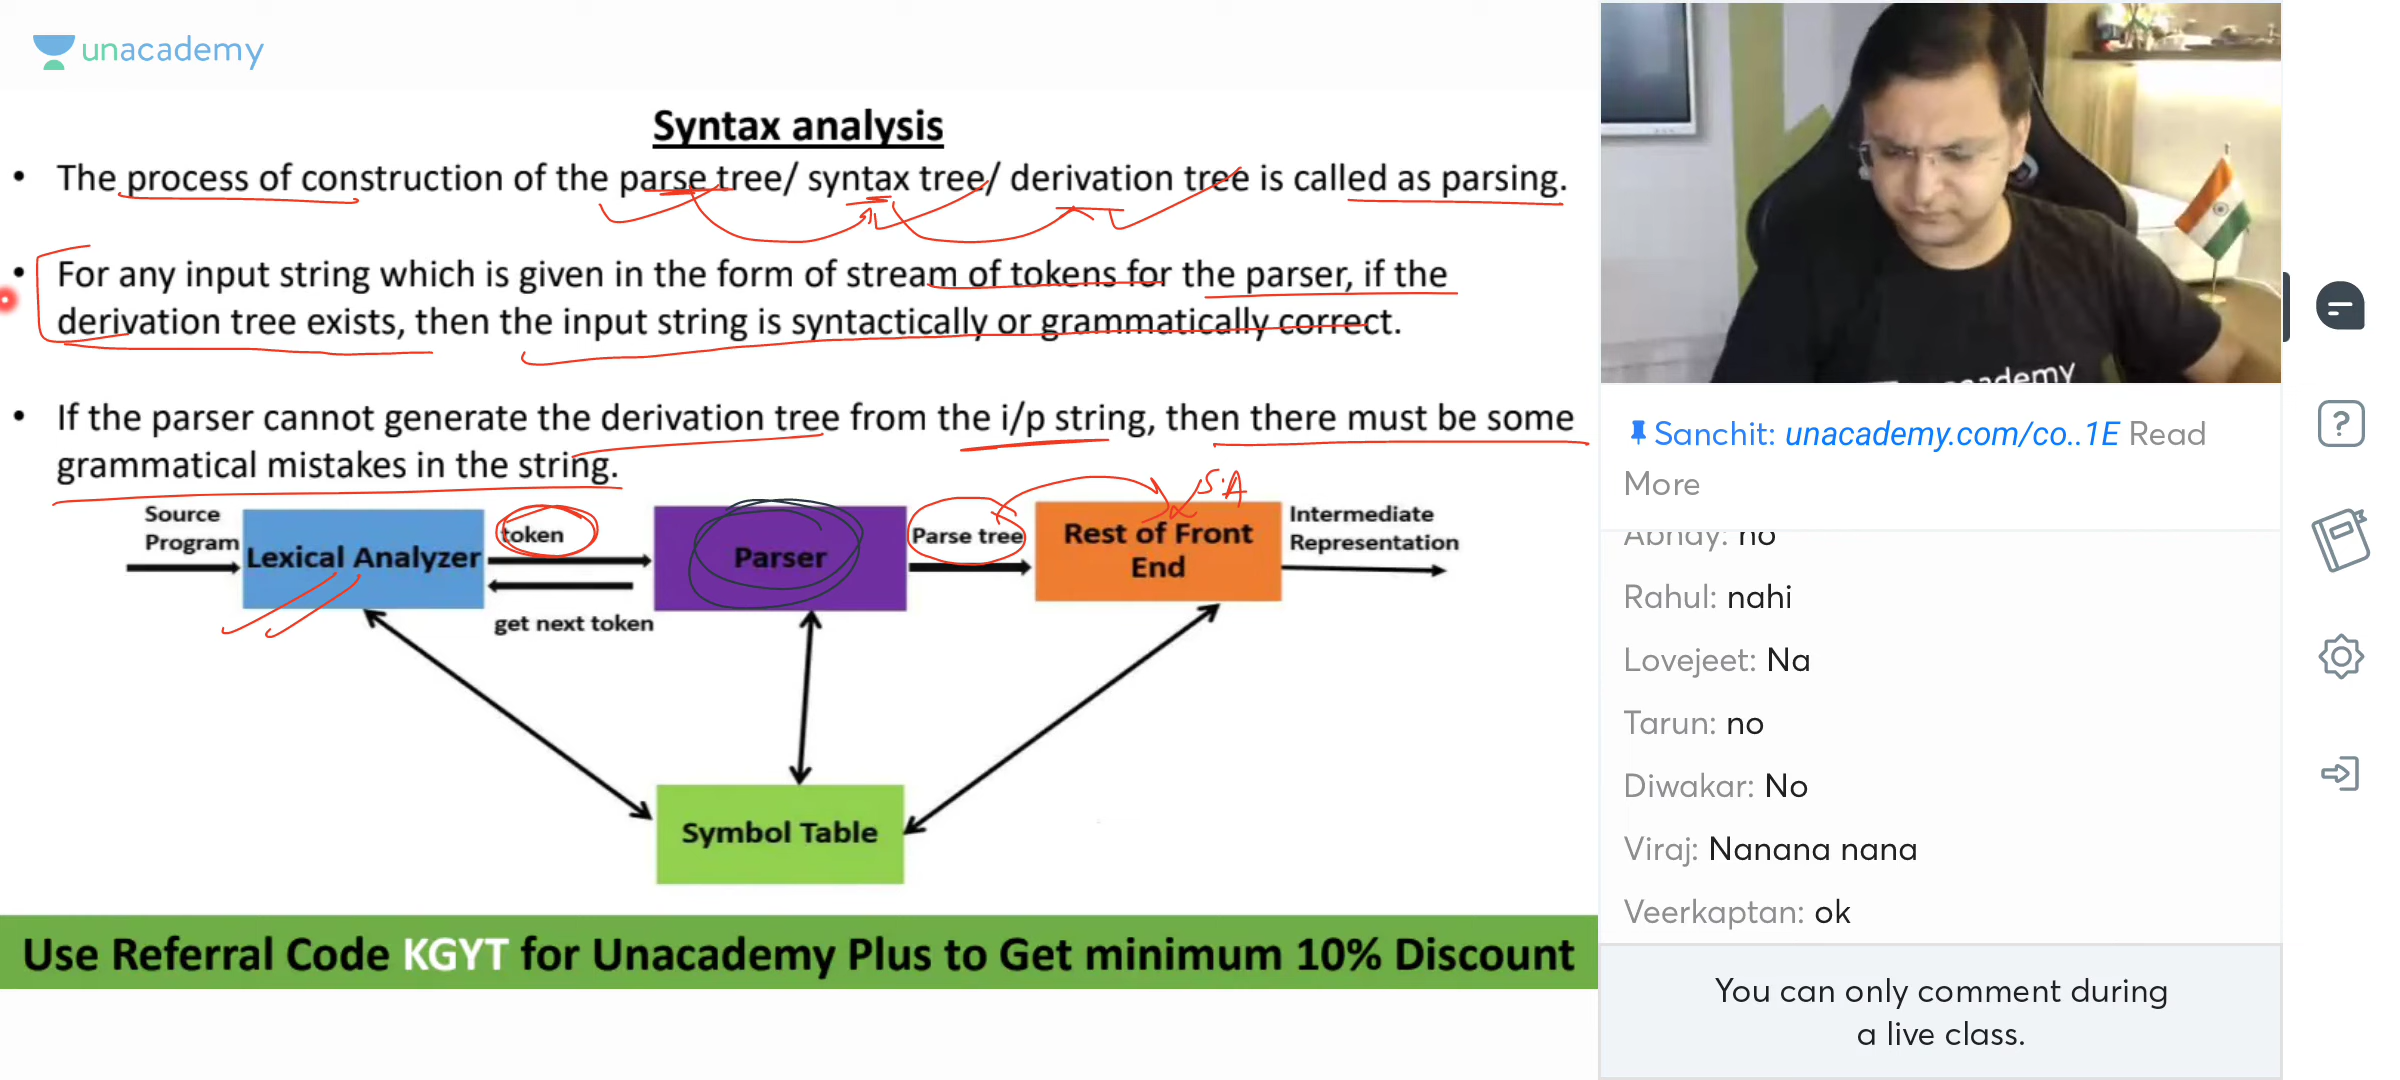 unacademy
Syntax analysis
• The process of construction of the parse tree/ syntax tree/ derivation tree is called as parsing.
• For any input string which is given in the form of stream of tokens for the parser, if the
derivation tree exists, then the input string is syntactically or grammatically correct.
• If the parser cannot generate the derivation tree from the i/p string, then there must be some
grammatical mistakes in the string.
S.A
Source
Program
Lexical Analyzer
token
get next token
Parser
Parse tree
Rest of Front
End
Intermediate
Representation
Symbol Table
Use Referral Code KGYT for Unacademy Plus to Get minimum 10% Discount
ademy
Sanchit: unacademy.com/co..1E Read
More
Abhay: no
Rahul: nahi
Lovejeet: Na
Tarun: no
Diwakar: No
Viraj: Nanana nana
Veerkaptan: ok
You can only comment during
a live class.